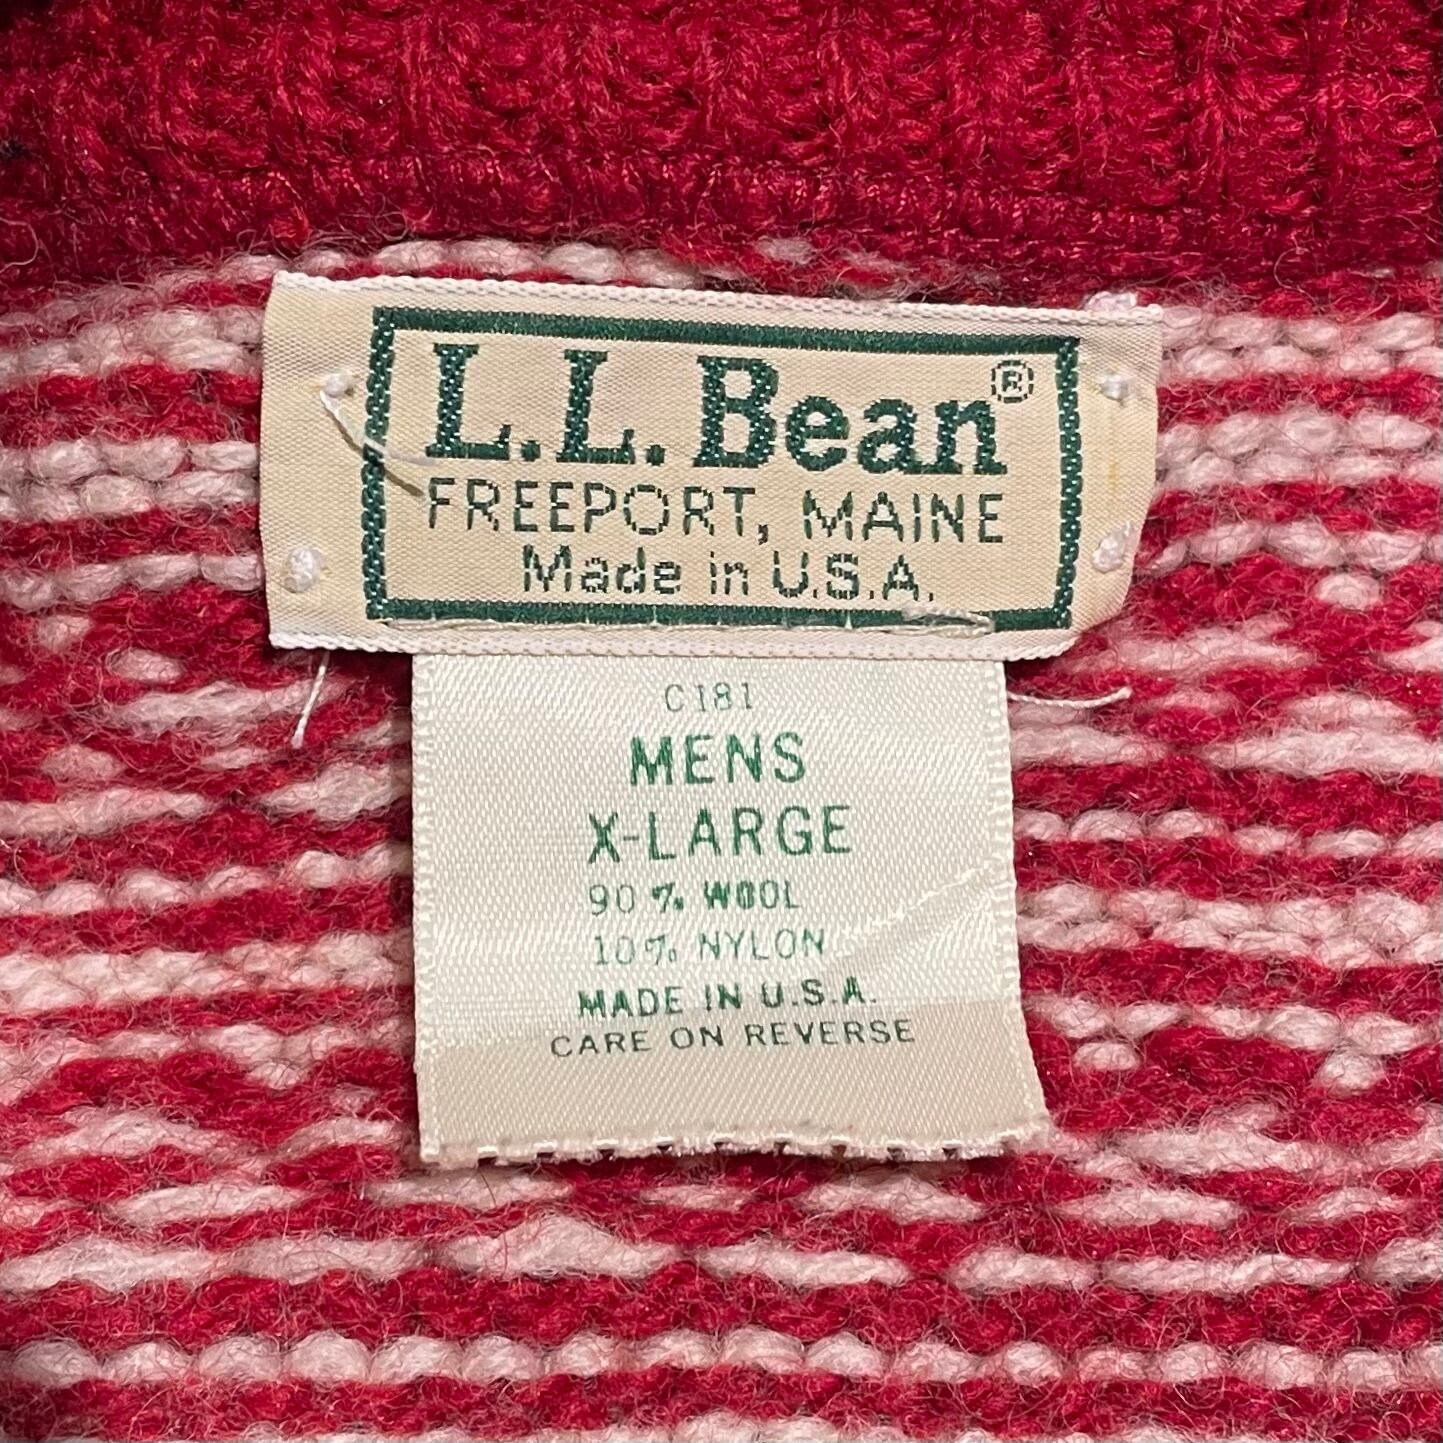 L.L.Bean®
FREEPORT, MAINE
Made in U.S.A.
C181
MENS
X-LARGE
90% WOOL
10% NYLON
MADE IN U.S.A.
CARE ON REVERSE